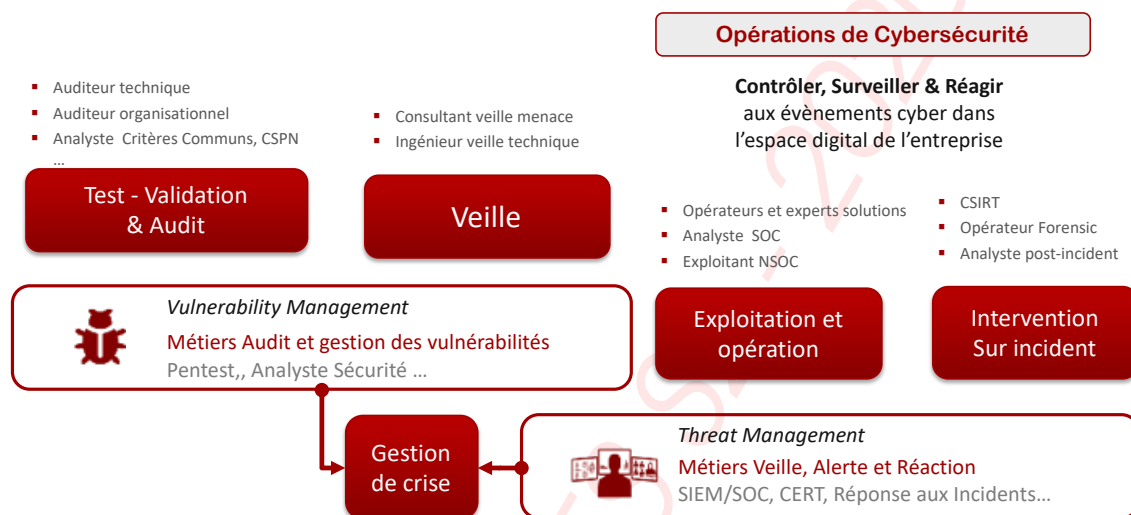 Opérations de Cybersécurité
Contrôler, Surveiller & Réagir
aux évènements cyber dans
l'espace digital de l'entreprise
▪ Auditeur technique
▪ Auditeur organisationnel
▪ Analyste Critères Communs, CSPN
…
Test - Validation
& Audit
▪ Consultant veille menace
▪ Ingénieur veille technique
Veille
▪ Opérateurs et experts solutions
▪ Analyste SOC
▪ Exploitant NSOC
Exploitation et
opération
▪ CSIRT
▪ Opérateur Forensic
▪ Analyste post-incident
Intervention
Sur incident
Vulnerability Management
Métiers Audit et gestion des vulnérabilités
Pentest,, Analyste Sécurité …
Gestion
de crise
Threat Management
Métiers Veille, Alerte et Réaction
SIEM/SOC, CERT, Réponse aux Incidents…